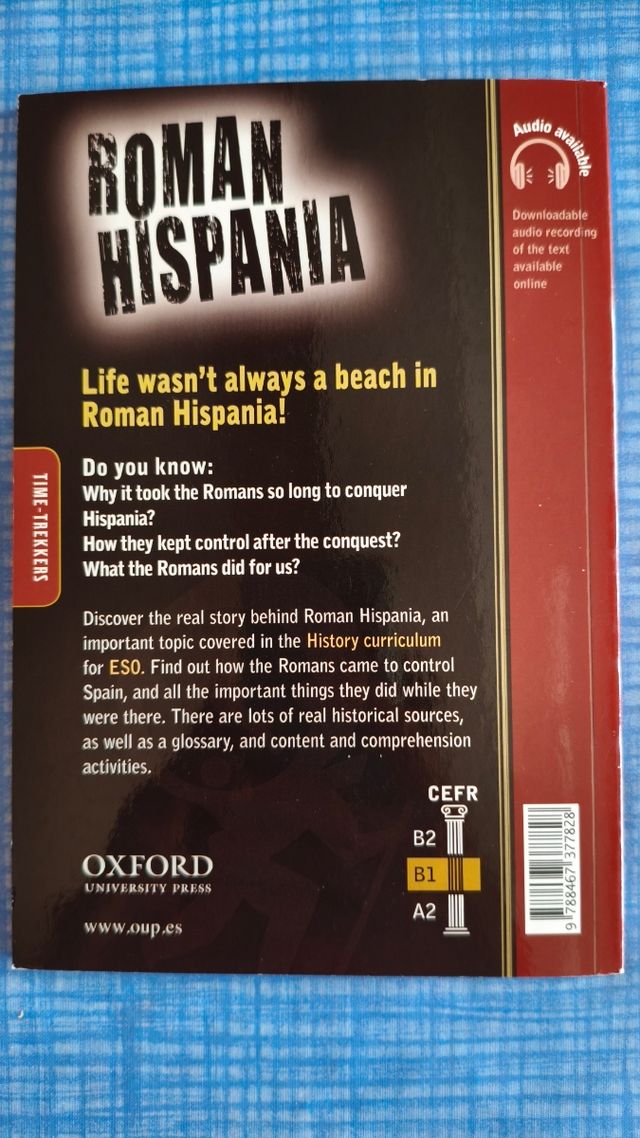 ROMAN
HISPANIA
Life wasn't always a beach in
Roman Hispania!
Do you know:
Why it took the Romans so long to conquer
Hispania?
How they kept control after the conquest?
What the Romans did for us?
Discover the real story behind Roman Hispania, an
important topic covered in the History curriculum
for ESO. Find out how the Romans came to control
Spain, and all the important things they did while they
were there. There are lots of real historical sources,
as well as a glossary, and content and comprehension
activities.
TIME-TREKKERS
OXFORD
UNIVERSITY PRESS
www.oup.es
CEFR
B2
B1
A2
Audio available
Downloadable
audio recording
of the text
available
online
9 788467 377828